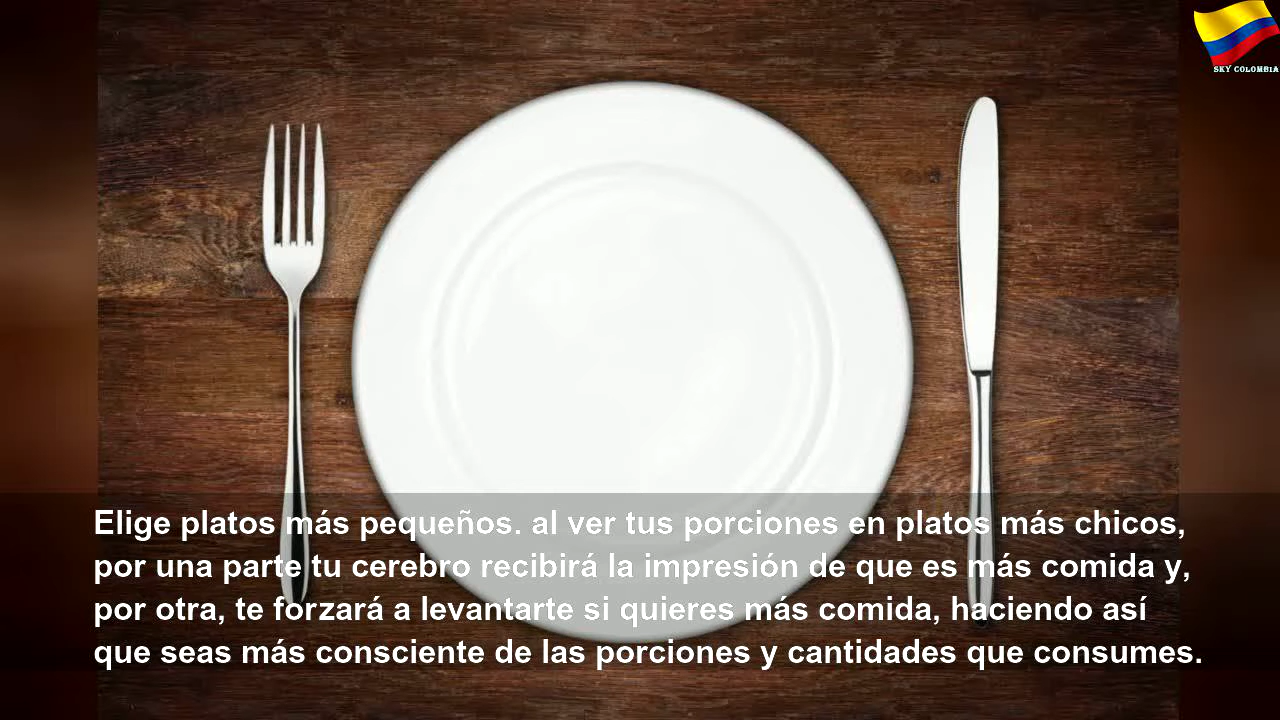 SKY COLOMBIA
Elige platos más pequeños. al ver tus porciones en platos más chicos,
por una parte tu cerebro recibirá la impresión de que es más comida y,
por otra, te forzará a levantarte si quieres más comida, haciendo así
que seas más consciente de las porciones y cantidades que consumes.